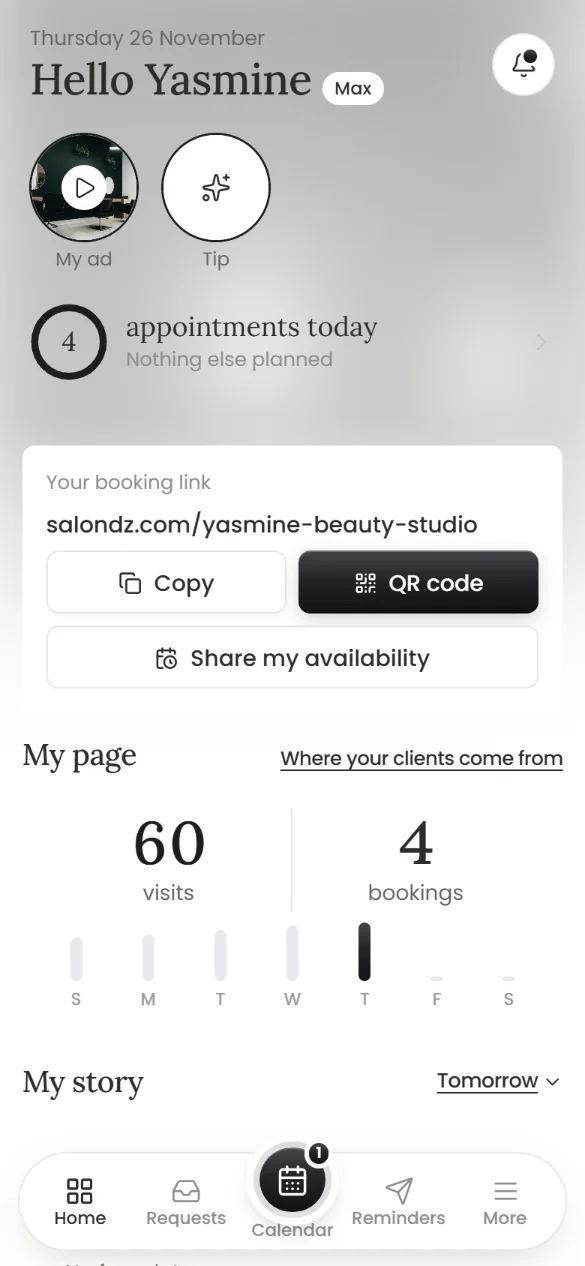 Thursday 26 November
Hello Yasmine Max
My ad
Tip
4
appointments today
Nothing else planned
Your booking link
salondz.com/yasmine-beauty-studio
Copy
QR code
Share my availability
My page
Where your clients come from
60
visits
4
bookings
S M T W T F S
My story
Tomorrow
1
Home
Requests
Calendar
Reminders
More